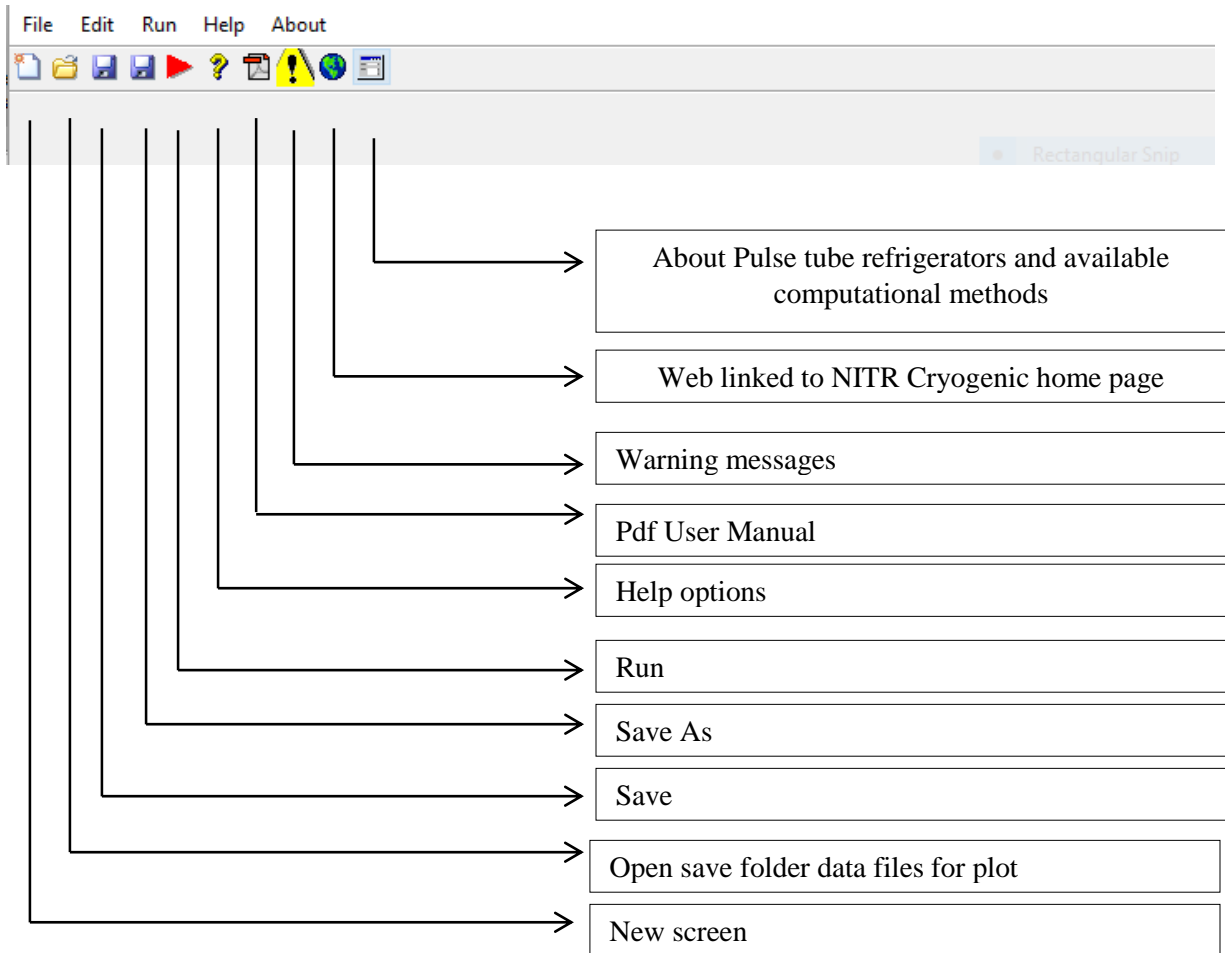 File Edit Run Help About
Rectangular Snip
About Pulse tube refrigerators and available
computational methods
Web linked to NITR Cryogenic home page
Warning messages
Pdf User Manual
Help options
Run
Save As
Save
Open save folder data files for plot
New screen